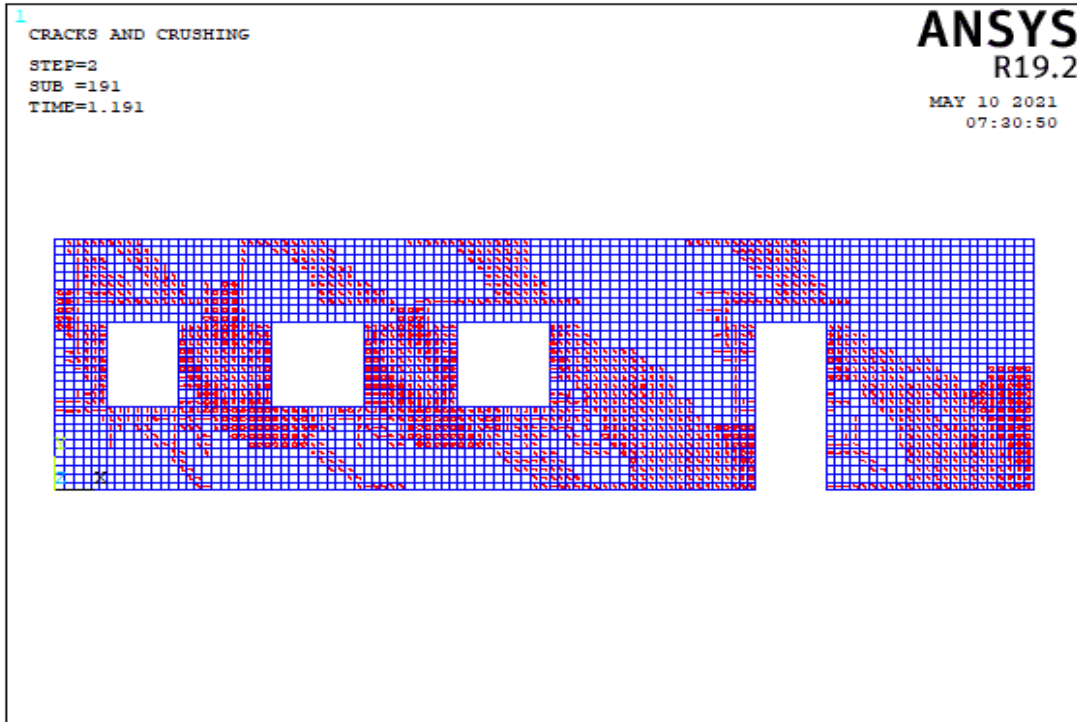 1
CRACKS AND CRUSHING
STEP=2
SUB =191
TIME=1.191
ANSYS
R19.2
MAY 10 2021
07:30:50
Y
Z X